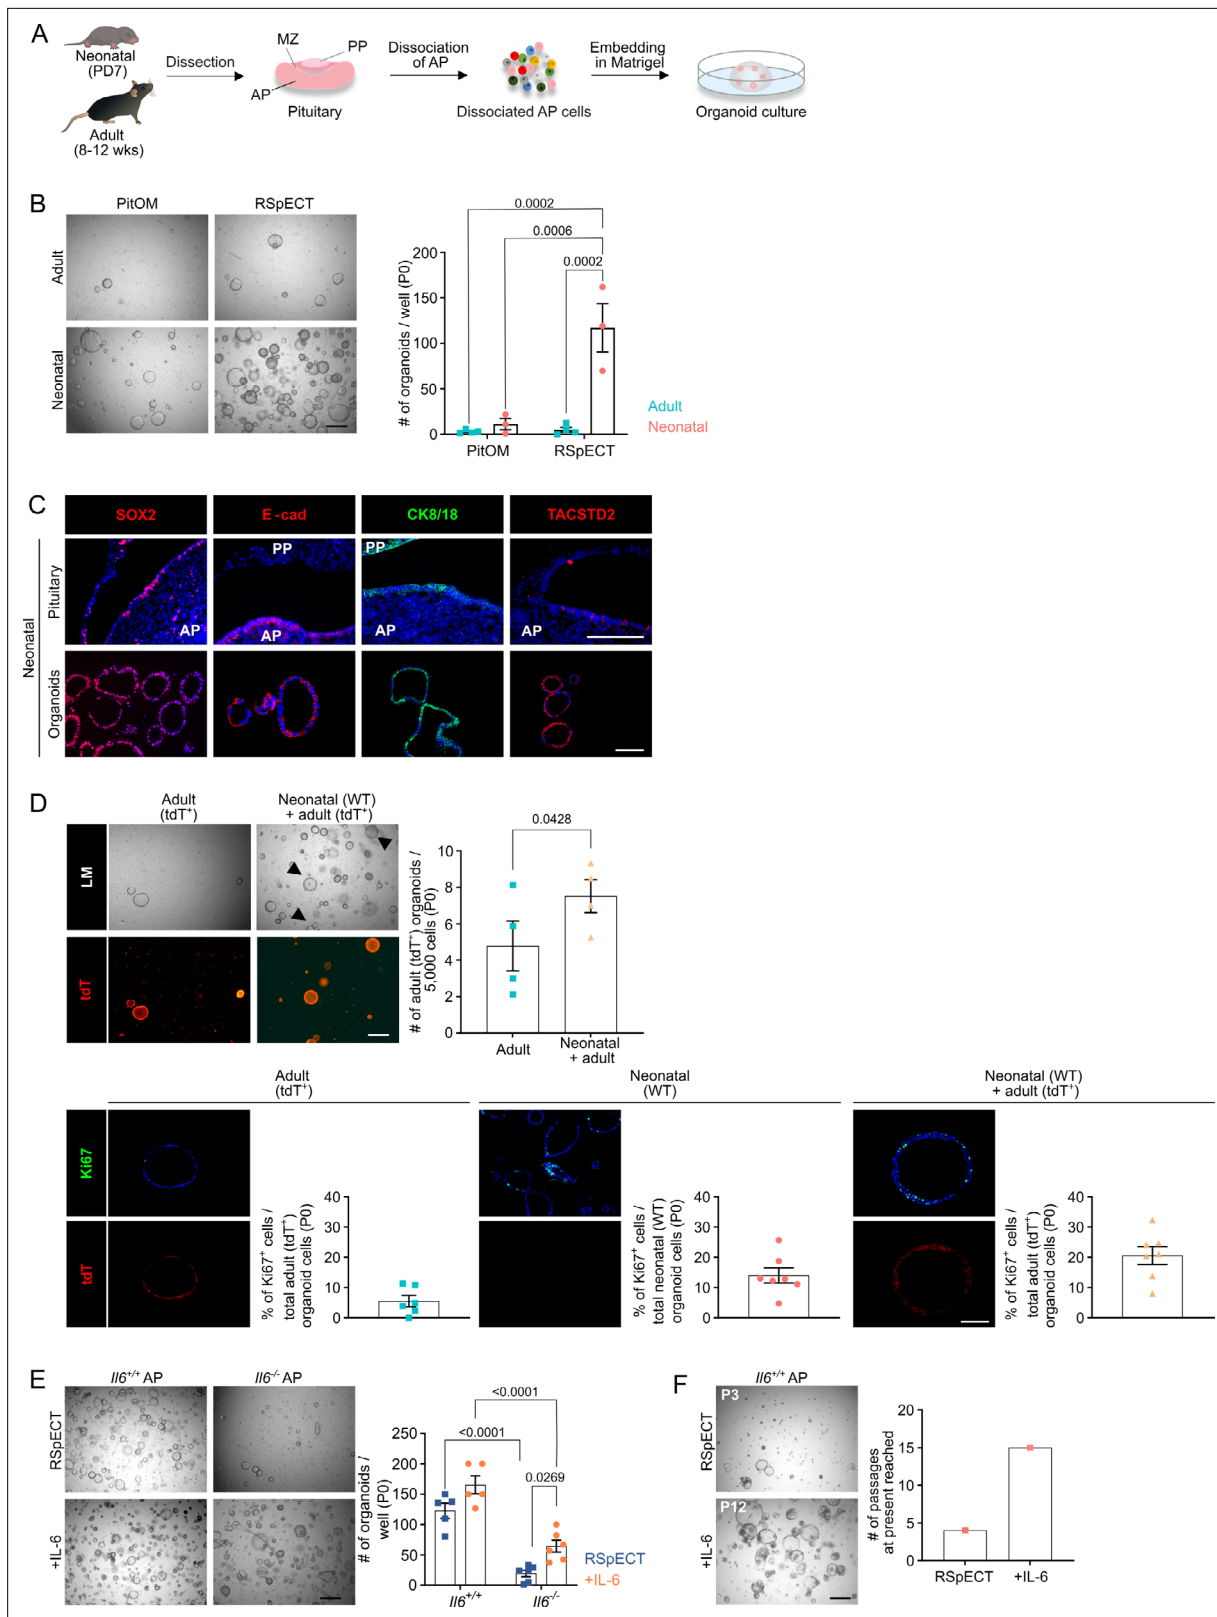 A
Neonatal
(PD7)
Adult
(8-12 wks)
Dissection
MZ
PP
AP
Pituitary
Dissociation
of AP
Dissociated AP cells
Embedding
in Matrigel
Organoid culture
B
PitOM
RSpECT
Adult
Neonatal
# of organoids / well (P0)
200
150
100
50
0
0.0002
0.0006
0.0002
PitOM
RSpECT
Adult
Neonatal
C
SOX2
E-cad
CK8/18
TACSTD2
Neonatal
Pituitary
Organoids
AP
PP
AP
PP
AP
AP
D
Adult
(tdT+)
Neonatal (WT)
+ adult (tdT+)
LM
tdT
# of adult (tdT+) organoids /
5,000 cells (P0)
10
8
6
4
2
0
0.0428
Adult
Neonatal
+ adult
Adult
(tdT+)
Neonatal
(WT)
Neonatal (WT)
+ adult (tdT+)
Ki67
tdT
% of Ki67+ cells /
total adult (tdT+)
organoid cells (P0)
40
30
20
10
0
% of Ki67+ cells /
total neonatal (WT)
organoid cells (P0)
40
30
20
10
0
% of Ki67+ cells /
total adult (tdT+)
organoid cells (P0)
40
30
20
10
0
E
Il6+/+ AP
Il6-/- AP
RSpECT
+IL-6
# of organoids /
well (P0)
250
200
150
100
50
0
<0.0001
<0.0001
0.0269
Il6+/+
Il6-/-
RSpECT
+IL-6
F
Il6+/+ AP
P3
P12
RSpECT
+IL-6
# of passages
at present reached
20
15
10
5
0
RSpECT
+IL-6